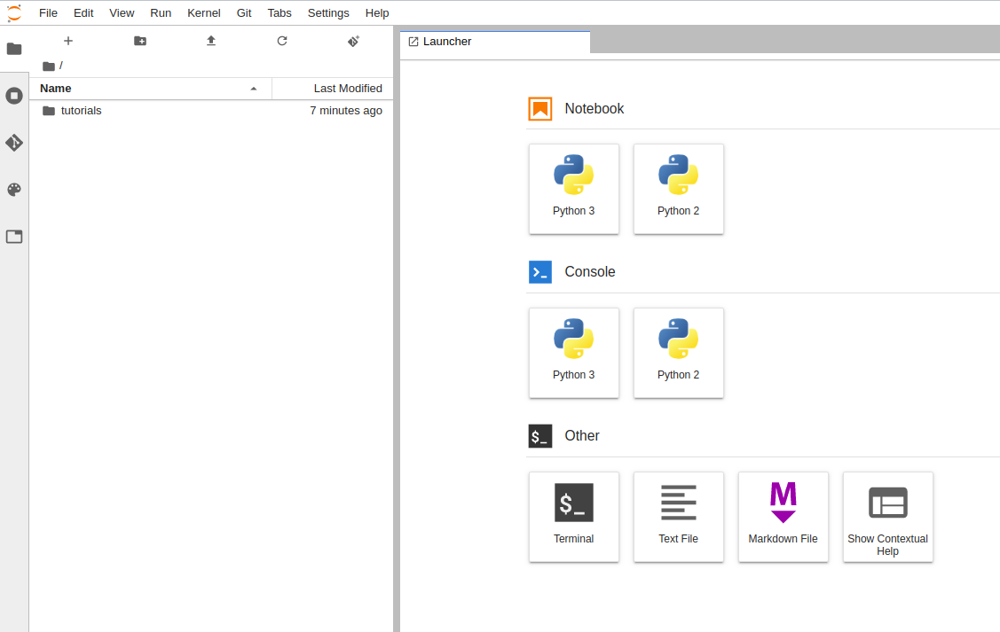 File Edit View Run Kernel Git Tabs Settings Help
Launcher
/
Name Last Modified
tutorials 7 minutes ago
Notebook
Python 3 Python 2
Console
>_
Python 3 Python 2
$_ Other
$_ M
Terminal Text File Markdown File Show Contextual
Help